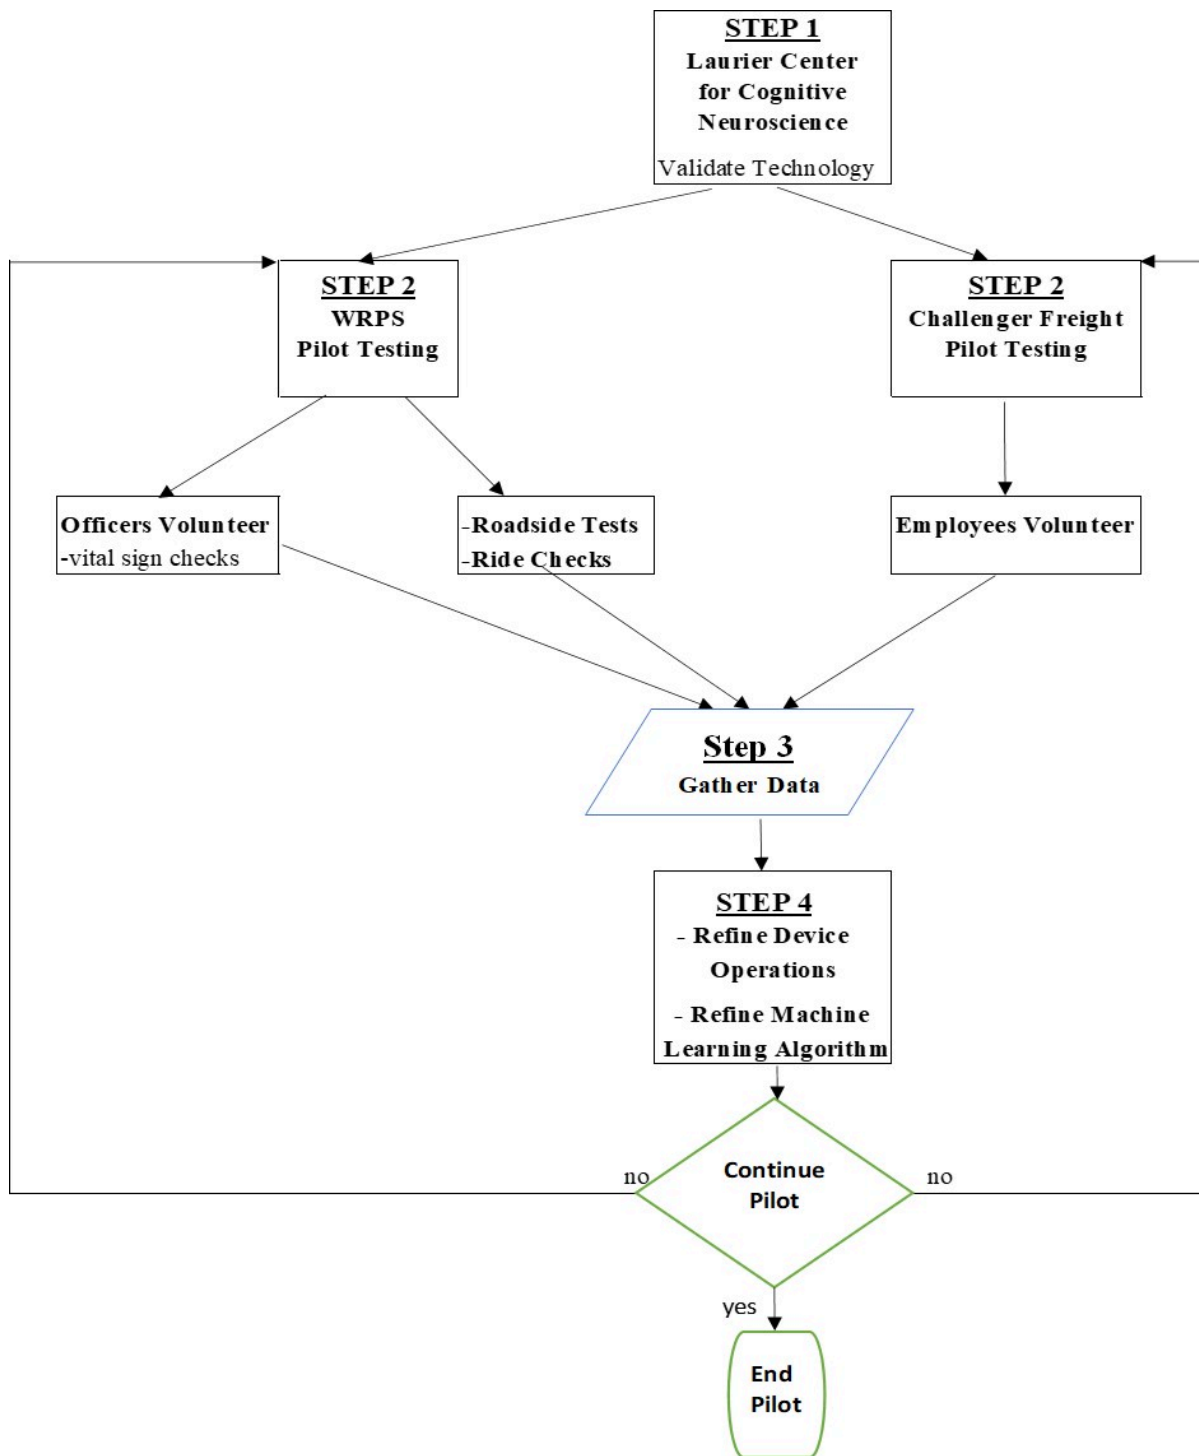 STEP 1
Laurier Center
for Cognitive
Neuroscience
Validate Technology
STEP 2
WRPS
Pilot Testing
STEP 2
Challenger Freight
Pilot Testing
Officers Volunteer
-vital sign checks
-Roadside Tests
-Ride Checks
Employees Volunteer
Step 3
Gather Data
STEP 4
- Refine Device
Operations
- Refine Machine
Learning Algorithm
no
Continue
Pilot
no
yes
End
Pilot